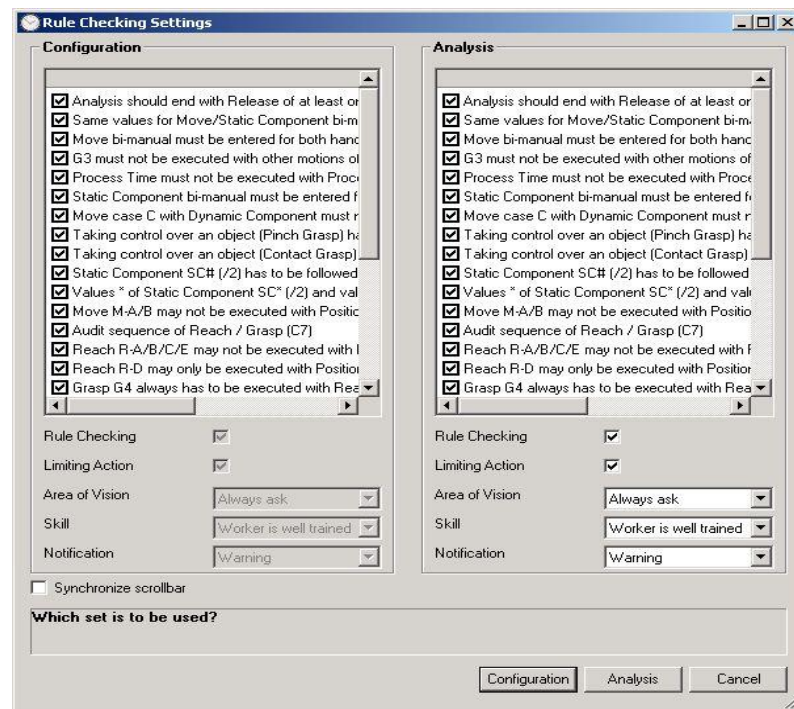 Rule Checking Settings
Configuration
Analysis should end with Release of at least or
Same values for Move/Static Component bi-m
Move bi-manual must be entered for both hanc
G3 must not be executed with other motions of
Process Time must not be executed with Proce
Static Component bi-manual must be entered f
Move case C with Dynamic Component must r
Taking control over an object (Pinch Grasp) ha
Taking control over an object (Contact Grasp)
Static Component SC# (/2) has to be followed
Values * of Static Component SC* (/2) and val
Move M-A/B may not be executed with Positic
Audit sequence of Reach / Grasp (C7)
Reach R-A/B/C/E may not be executed with l
Reach R-D may only be executed with Position
Grasp G4 always has to be executed with Rea
Rule Checking
Limiting Action
Area of Vision Always ask
Skill Worker is well trained
Notification Warning
Analysis
Analysis should end with Release of at least or
Same values for Move/Static Component bi-m
Move bi-manual must be entered for both hanc
G3 must not be executed with other motions of
Process Time must not be executed with Proce
Static Component bi-manual must be entered f
Move case C with Dynamic Component must r
Taking control over an object (Pinch Grasp) ha
Taking control over an object (Contact Grasp)
Static Component SC# (/2) has to be followed
Values * of Static Component SC* (/2) and val
Move M-A/B may not be executed with Positic
Audit sequence of Reach / Grasp (C7)
Reach R-A/B/C/E may not be executed with F
Reach R-D may only be executed with Position
Grasp G4 always has to be executed with Rea
Rule Checking
Limiting Action
Area of Vision Always ask
Skill Worker is well trained
Notification Warning
Synchronize scrollbar
Which set is to be used?
Configuration Analysis Cancel